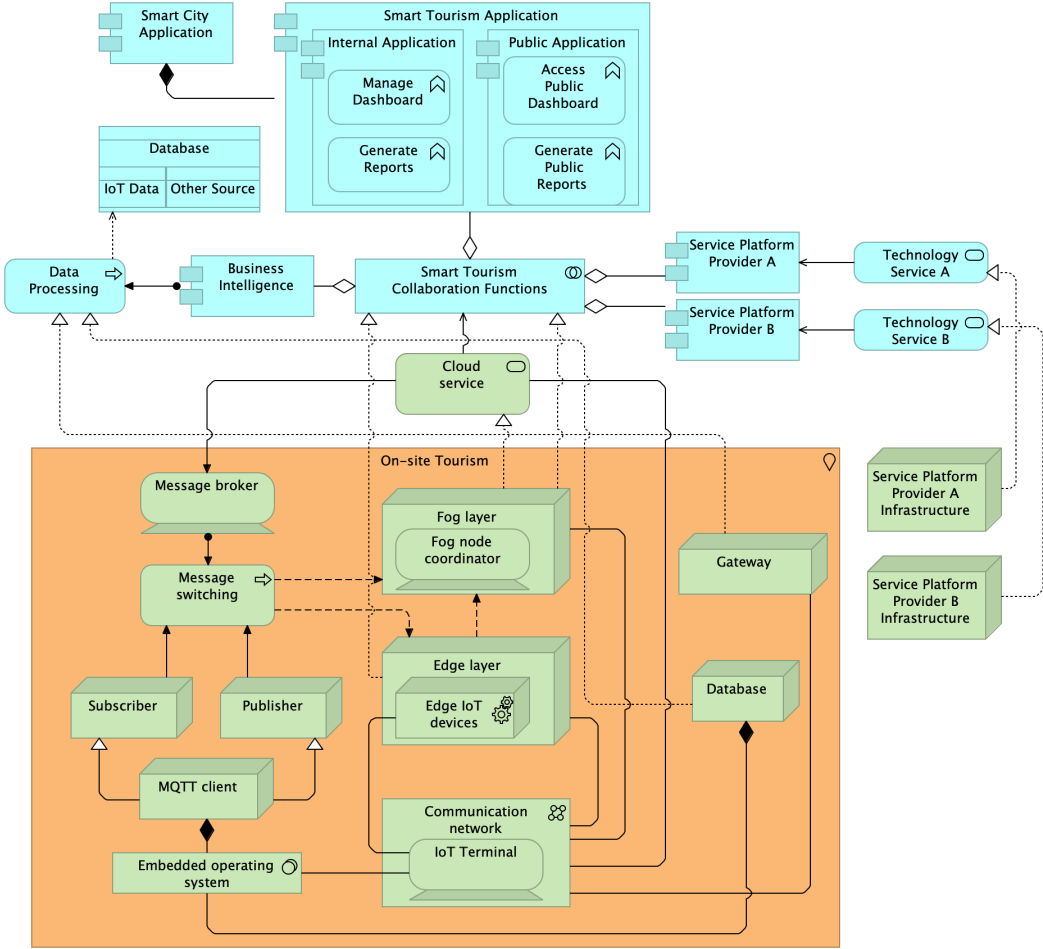 Smart City
Application
Smart Tourism Application
Internal Application
Public Application
Manage
Dashboard
Access
Public
Dashboard
Generate
Reports
Generate
Public
Reports
Database
IoT Data
Other Source
Data
Processing
Business
Intelligence
Smart Tourism
Collaboration Functions
Service Platform
Provider A
Technology
Service A
Service Platform
Provider B
Technology
Service B
Cloud
service
On-site Tourism
Message broker
Fog layer
Fog node
coordinator
Service Platform
Provider A
Infrastructure
Gateway
Message
switching
Service Platform
Provider B
Infrastructure
Edge layer
Edge IoT
devices
Database
Subscriber
Publisher
MQTT client
Communication
network
IoT Terminal
Embedded operating
system